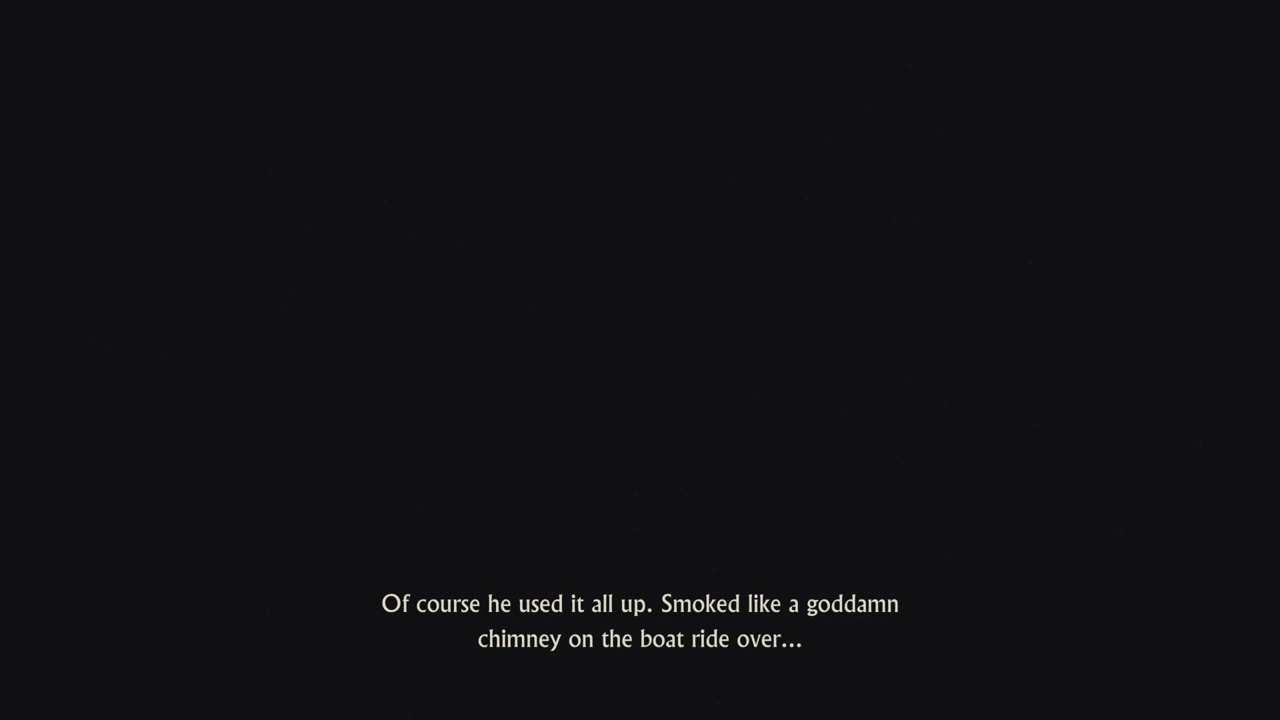 Of course he used it all up. Smoked like a goddamn
chimney on the boat ride over...